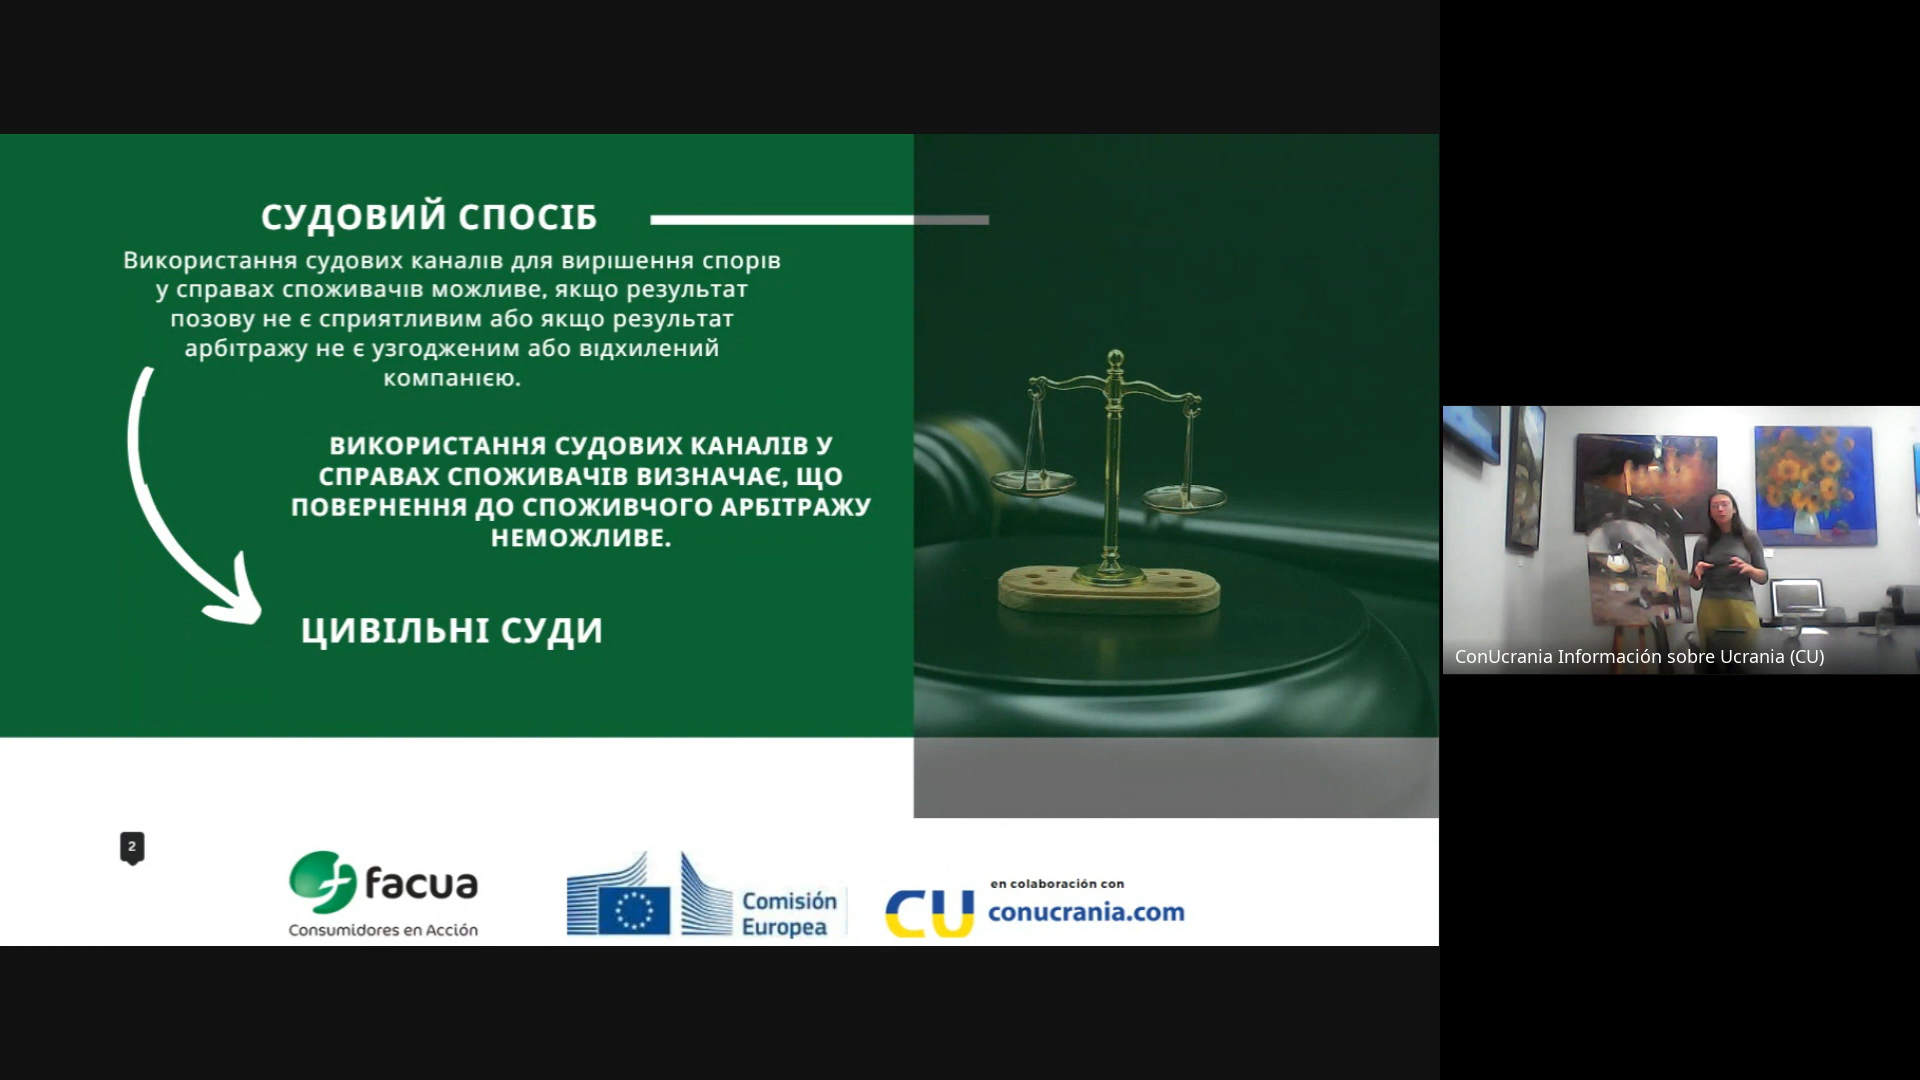 СУДОВИЙ СПОСІБ
Використання судових каналів для вирішення спорів
у справах споживачів можливе, якщо результат
позову не є сприятливим або якщо результат
арбітражу не є узгодженим або відхилений
компанією.
ВИКОРИСТАННЯ СУДОВИХ КАНАЛІВ У
СПРАВАХ СПОЖИВАЧІВ ВИЗНАЧАЄ, ЩО
ПОВЕРНЕННЯ ДО СПОЖИВЧОГО АРБІТРАЖУ
НЕМОЖЛИВЕ.
ЦИВІЛЬНІ СУДИ
2
facua
Consumidores en Acción
Comisión
Europea
CU
en colaboración con
conucrania.com
ConUcrania Información sobre Ucrania (CU)